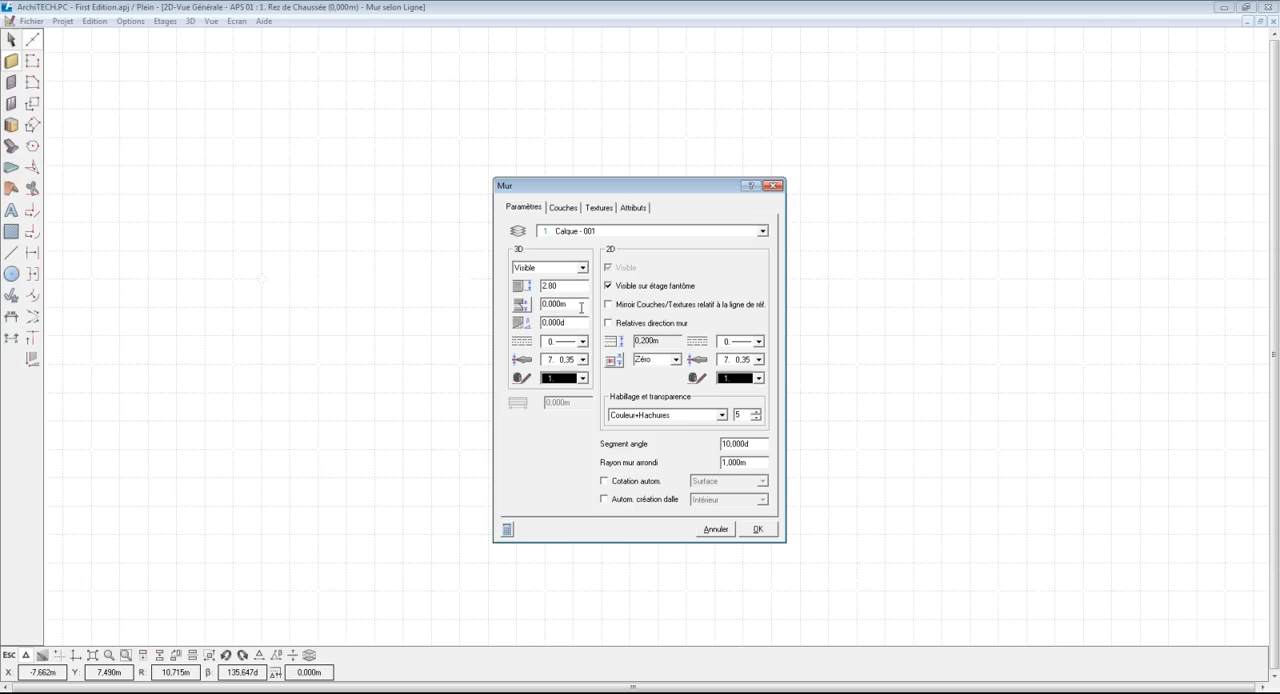 ArchiTECH.PC - First Edition.apj / Plein - [2D-Vue Générale - APS 01 : 1. Rez de Chaussée (0,000m) - Mur selon Ligne]
Fichier Projet Edition Options Etages 3D Vue Ecran Aide
Mur
Paramètres Couches Textures Attributs
1. Calque - 001
3D 2D
Visible Visible
2.80 Visible sur étage fantôme
0,000m Mirroir Couches/Textures relatif à la ligne de réf.
0,000d Relatives direction mur
0. 0,200m 0.
7. 0,35 Zéro 7. 0,35
1. 1.
Habillage et transparence
0,000m
Couleur+Hachures 5
Segment angle 10,000d
Rayon mur arrondi 1,000m
Cotation autom. Surface
Autom. création dalle Intérieur
Annuler OK
Esc
X: -7,662m Y: 7,490m R: 10,715m β: 135,647d 0,000m